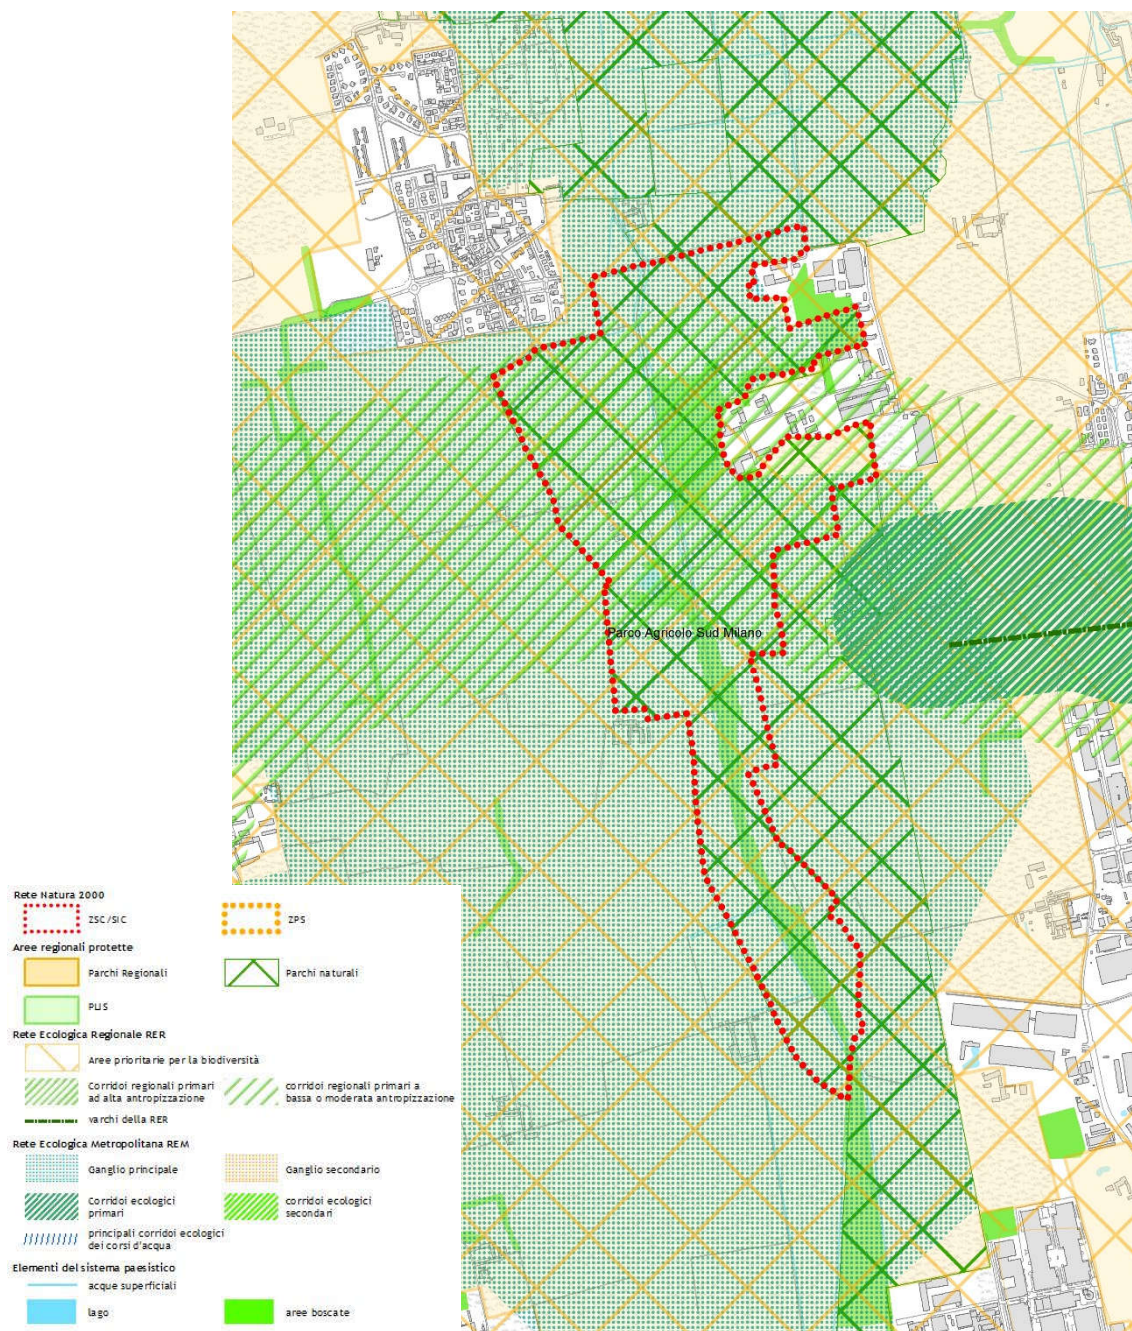 Parco Agricolo Sud Milano
Rete Natura 2000
ZSC/SIC
ZPS
Aree regionali protette
Parchi Regionali
Parchi naturali
PLIS
Rete Ecologica Regionale RER
Aree prioritarie per la biodiversità
Corridoi regionali primari
ad alta antropizzazione
corridoi regionali primari a
bassa o moderata antropizzazione
varchi della RER
Rete Ecologica Metropolitana REM
Ganglio principale
Ganglio secondario
Corridoi ecologici
primari
corridoi ecologici
secondari
principali corridoi ecologici
dei corsi d'acqua
Elementi del sistema paesistico
acque superficiali
lago
aree boscate